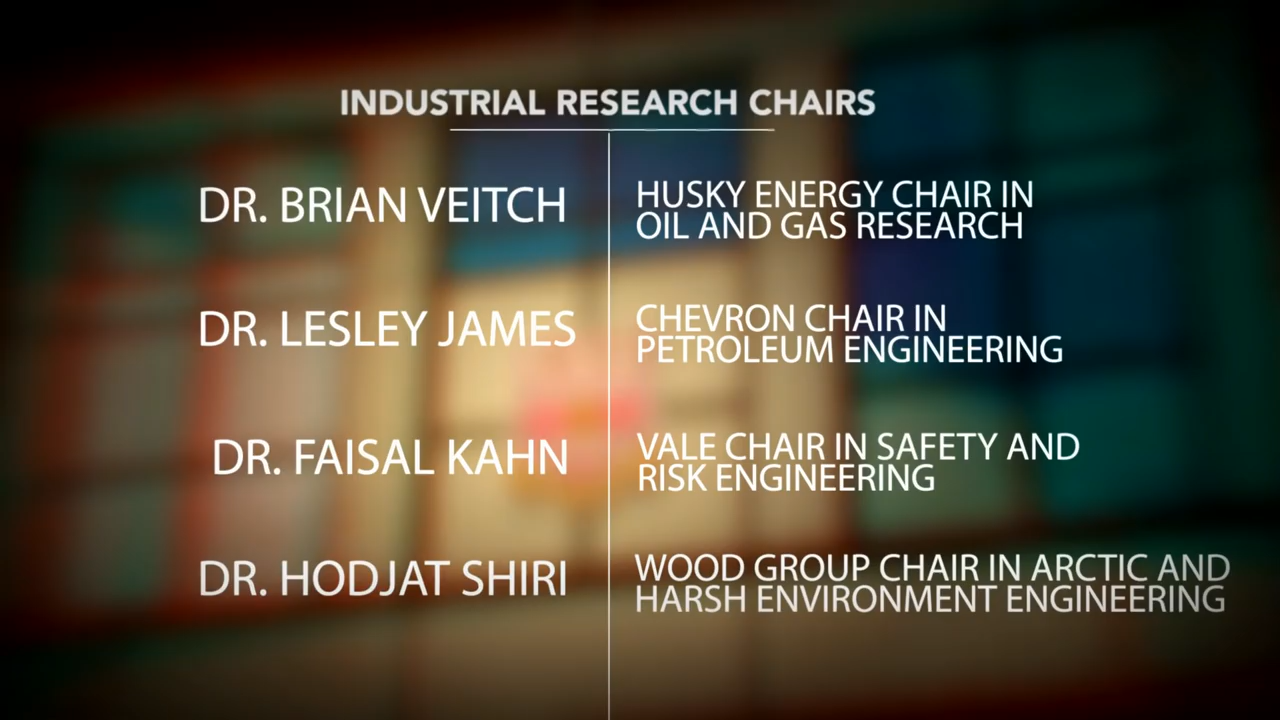 INDUSTRIAL RESEARCH CHAIRS
DR. BRIAN VEITCH
HUSKY ENERGY CHAIR IN
OIL AND GAS RESEARCH
DR. LESLEY JAMES
CHEVRON CHAIR IN
PETROLEUM ENGINEERING
DR. FAISAL KAHN
VALE CHAIR IN SAFETY AND
RISK ENGINEERING
DR. HODJAT SHIRI
WOOD GROUP CHAIR IN ARCTIC AND
HARSH ENVIRONMENT ENGINEERING